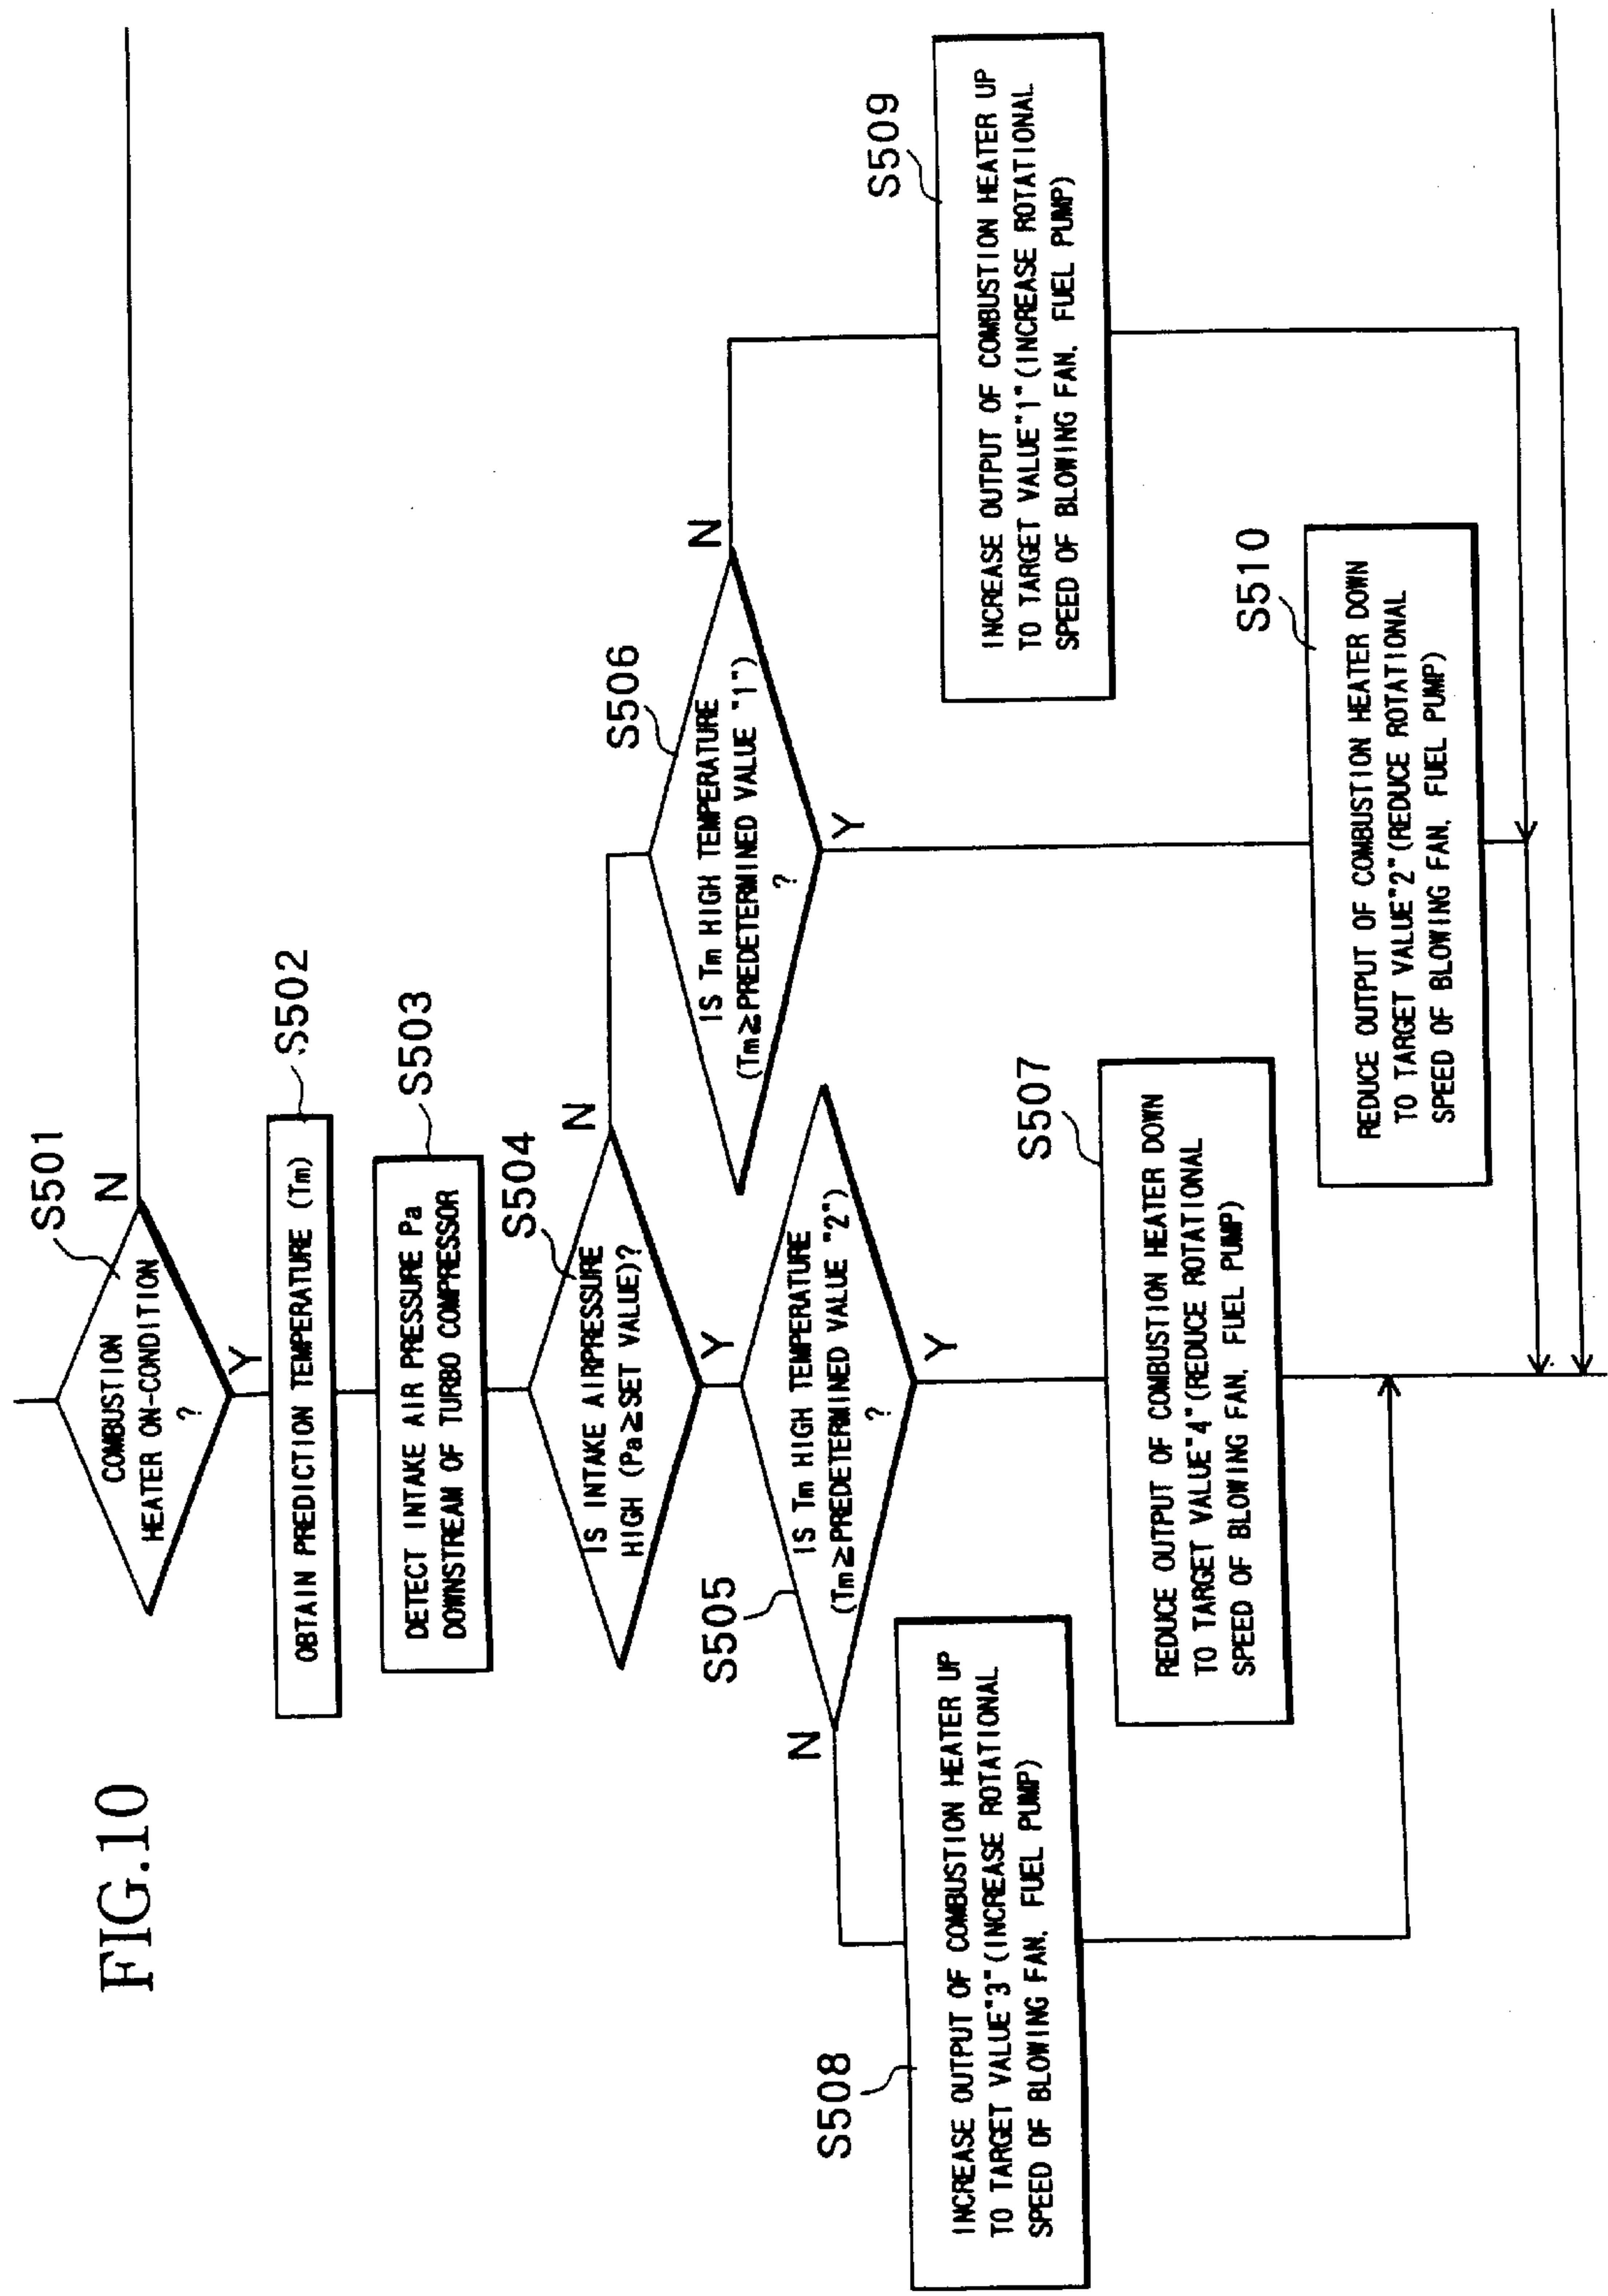 FIG.10
S501
COMBUSTION
HEATER ON-CONDITION
?
N
Y
S502
OBTAIN PREDICTION TEMPERATURE (Tm)
S503
DETECT INTAKE AIR PRESSURE Pa
DOWNSTREAM OF TURBO COMPRESSOR
S504
IS INTAKE AIRPRESSURE
HIGH (Pa≧SET VALUE)?
N
Y
S505
IS Tm HIGH TEMPERATURE
(Tm≧PREDETERMINED VALUE "2")
?
N
Y
S506
IS Tm HIGH TEMPERATURE
(Tm≧PREDETERMINED VALUE "1")
?
N
Y
S508
INCREASE OUTPUT OF COMBUSTION HEATER UP
TO TARGET VALUE"3"(INCREASE ROTATIONAL
SPEED OF BLOWING FAN, FUEL PUMP)
S507
REDUCE OUTPUT OF COMBUSTION HEATER DOWN
TO TARGET VALUE"4"(REDUCE ROTATIONAL
SPEED OF BLOWING FAN, FUEL PUMP)
S509
INCREASE OUTPUT OF COMBUSTION HEATER UP
TO TARGET VALUE"1"(INCREASE ROTATIONAL
SPEED OF BLOWING FAN, FUEL PUMP)
S510
REDUCE OUTPUT OF COMBUSTION HEATER DOWN
TO TARGET VALUE"2"(REDUCE ROTATIONAL
SPEED OF BLOWING FAN, FUEL PUMP)